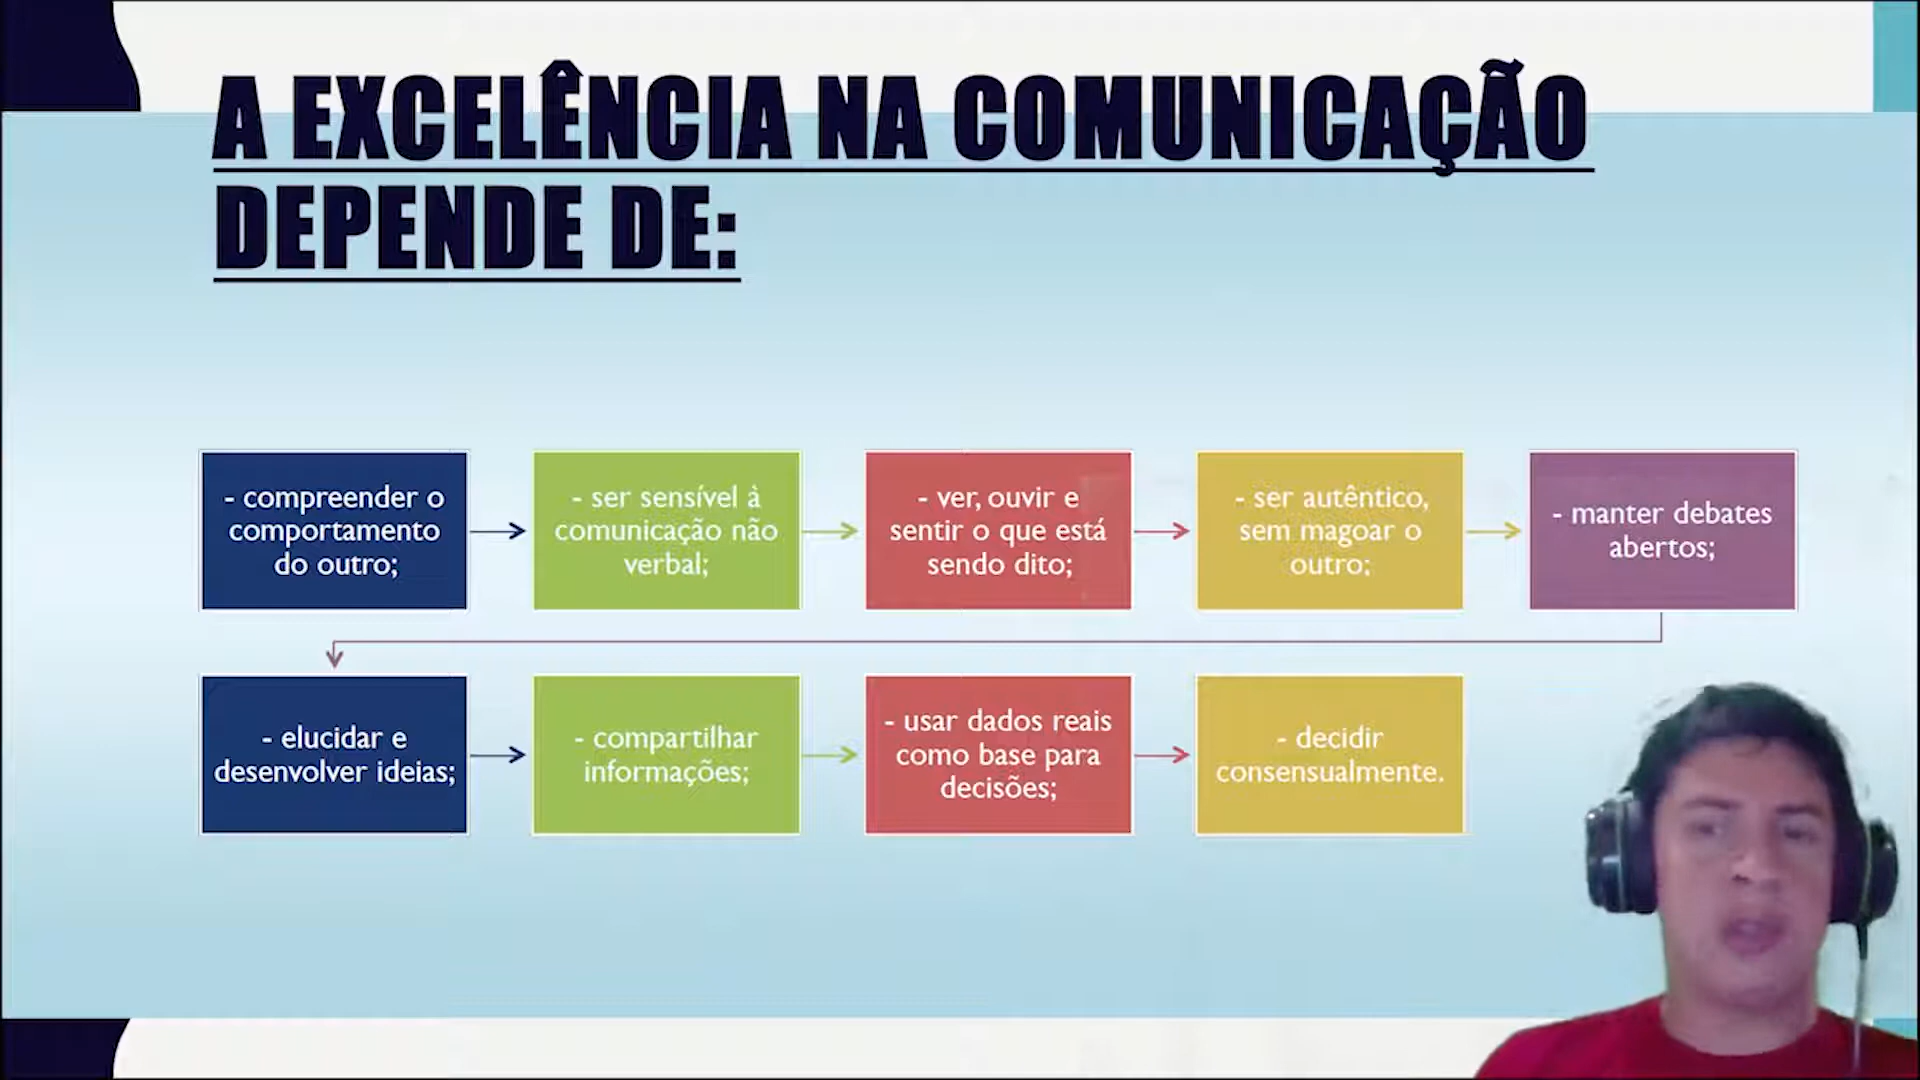 A EXCELÊNCIA NA COMUNICAÇÃO
DEPENDE DE:
- compreender o
comportamento
do outro;
- ser sensível à
comunicação não
verbal;
- ver, ouvir e
sentir o que está
sendo dito;
- ser autêntico,
sem magoar o
outro;
- manter debates
abertos;
- elucidar e
desenvolver ideias;
- compartilhar
informações;
- usar dados reais
como base para
decisões;
- decidir
consensualmente.